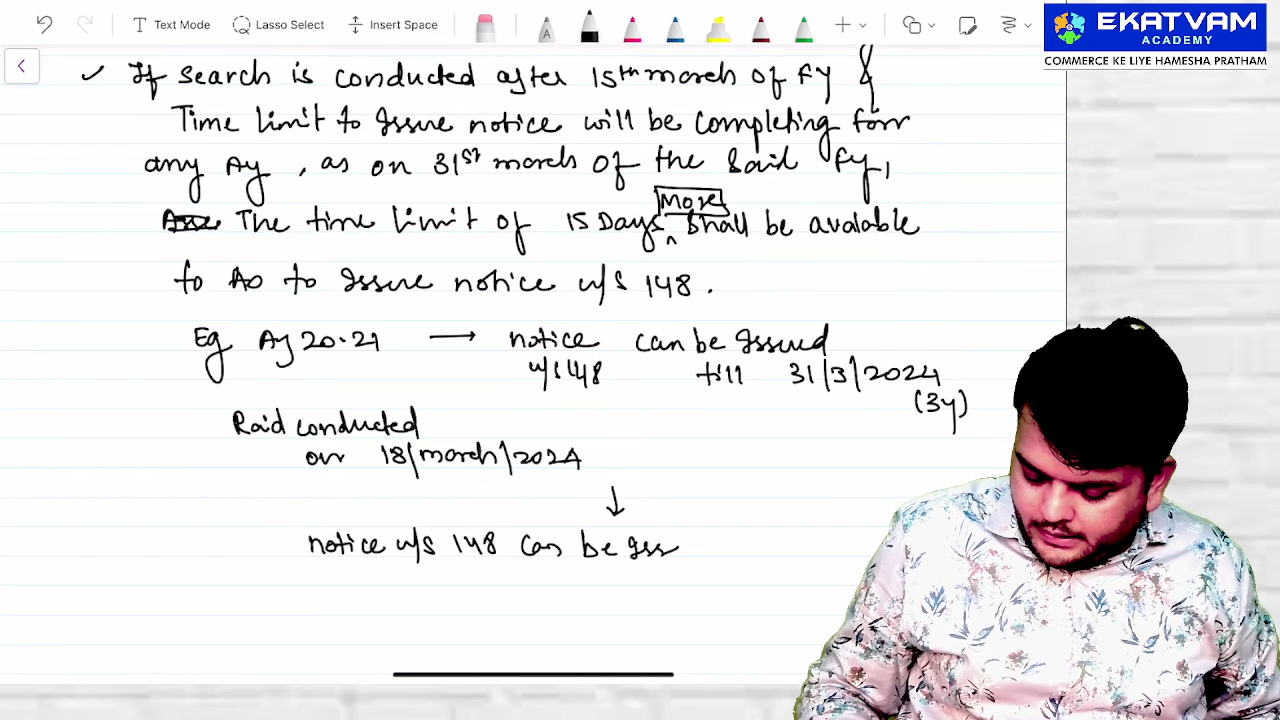 Text Mode
Lasso Select
Insert Space
EKATVAM
ACADEMY
COMMERCE KE LIYE HAMESHA PRATHAM
✓ If search is conducted after 15th march of Fy &
Time limit to Issue notice will be completing for
any Ay, as on 31st march of the Said Fy,
More
The time limit of 15 Days ^ Shall be avalable
to Ao to Issue notice u/s 148.
Eg Ay 20-21 → notice can be Issued
u/s 148 till 31/3/2024
(3y)
Raid conducted
on 18/march/2024
↓
notice u/s 148 can be Iss